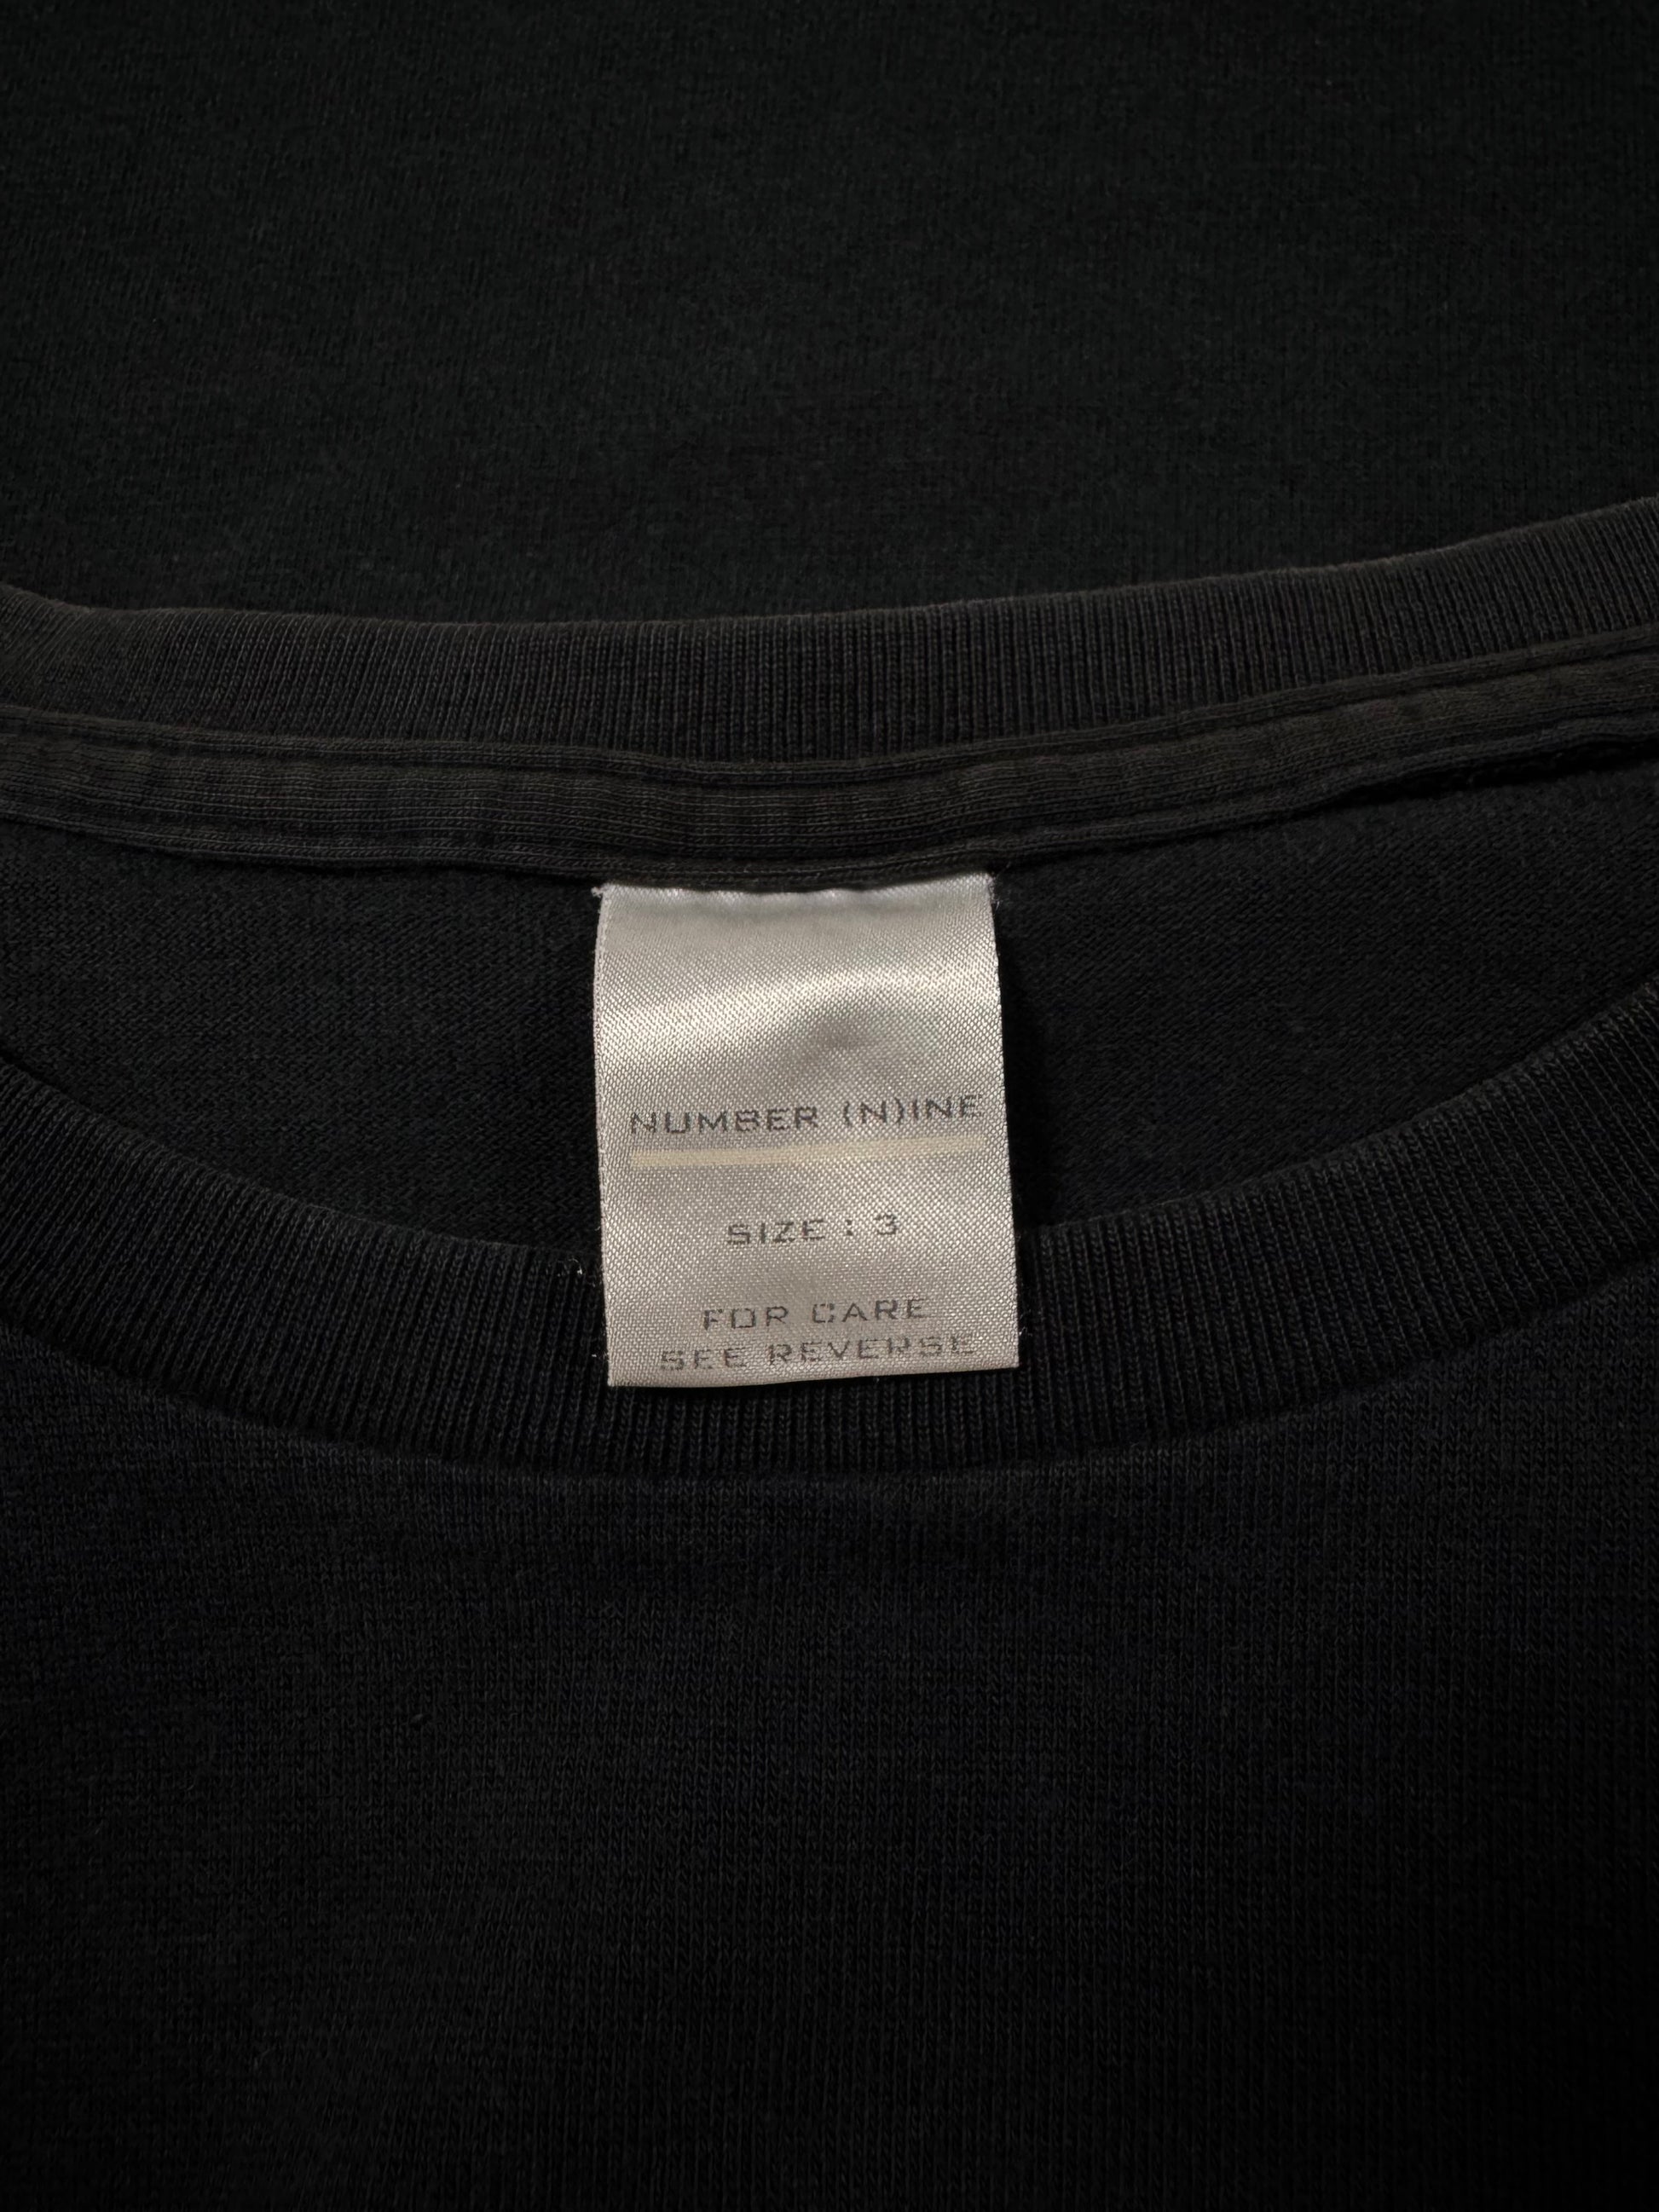 NUMBER (N)INE
SIZE : 3
FOR CARE
SEE REVERSE